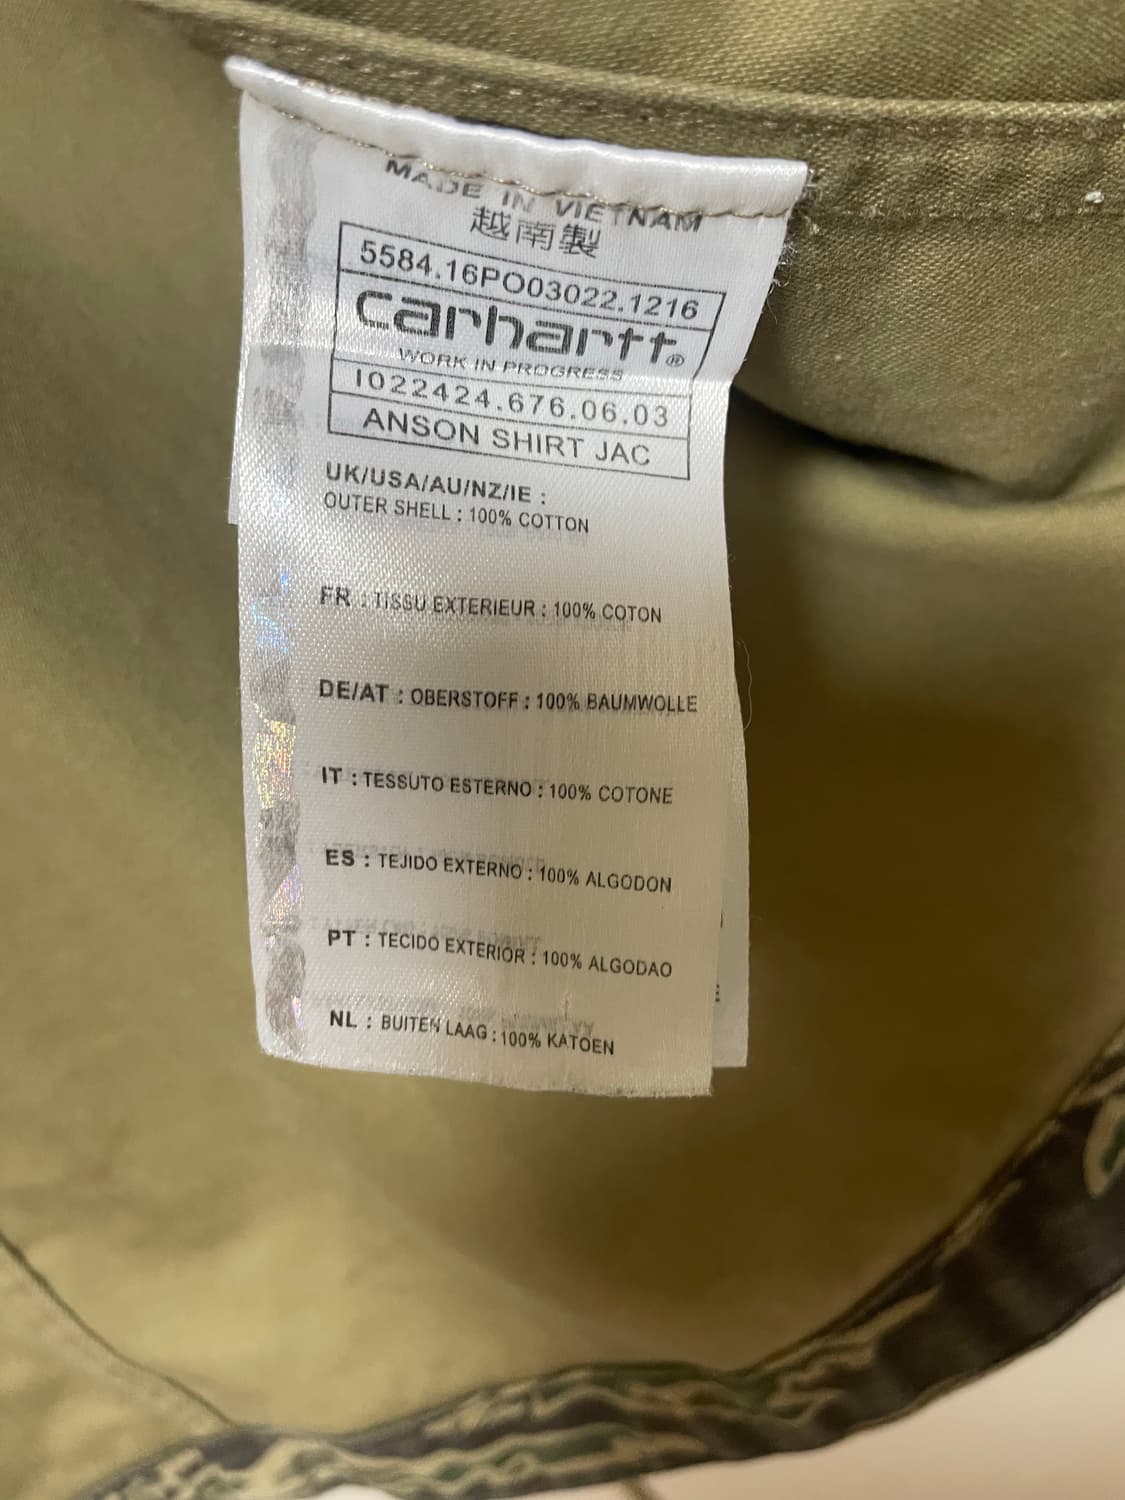 MADE IN VIETNAM
越南製
5584.16PO03022.1216
carhartt®
WORK IN PROGRESS
I022424.676.06.03
ANSON SHIRT JAC
UK/USA/AU/NZ/IE :
OUTER SHELL : 100% COTTON
FR : TISSU EXTERIEUR : 100% COTON
DE/AT : OBERSTOFF : 100% BAUMWOLLE
IT : TESSUTO ESTERNO : 100% COTONE
ES : TEJIDO EXTERNO : 100% ALGODON
PT : TECIDO EXTERIOR : 100% ALGODAO
NL : BUITEN LAAG : 100% KATOEN